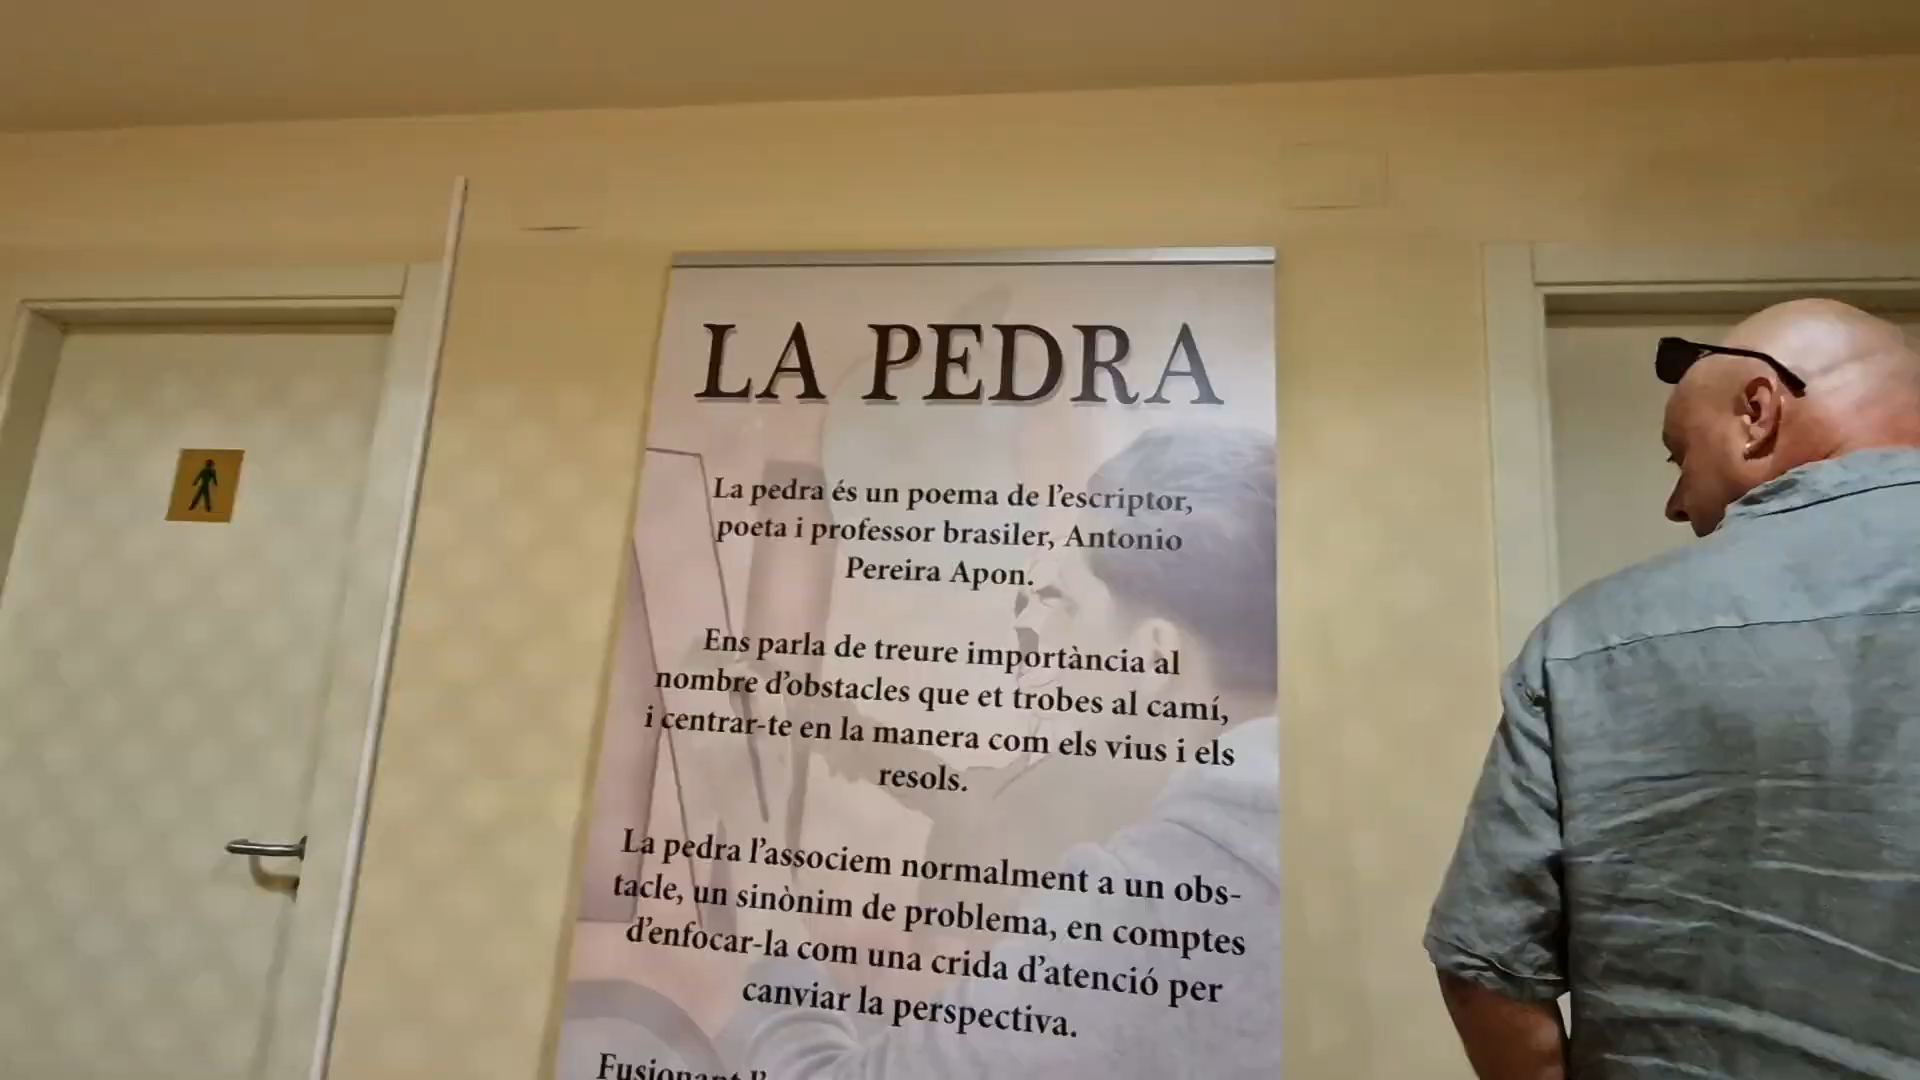 LA PEDRA
La pedra és un poema de l'escriptor,
poeta i professor brasiler, Antonio
Pereira Apon.
Ens parla de treure importància al
nombre d'obstacles que et trobes al camí,
i centrar-te en la manera com els vius i els
resols.
La pedra l'associem normalment a un obs-
tacle, un sinònim de problema, en comptes
d'enfocar-la com una crida d'atenció per
canviar la perspectiva.
Fusionant l'